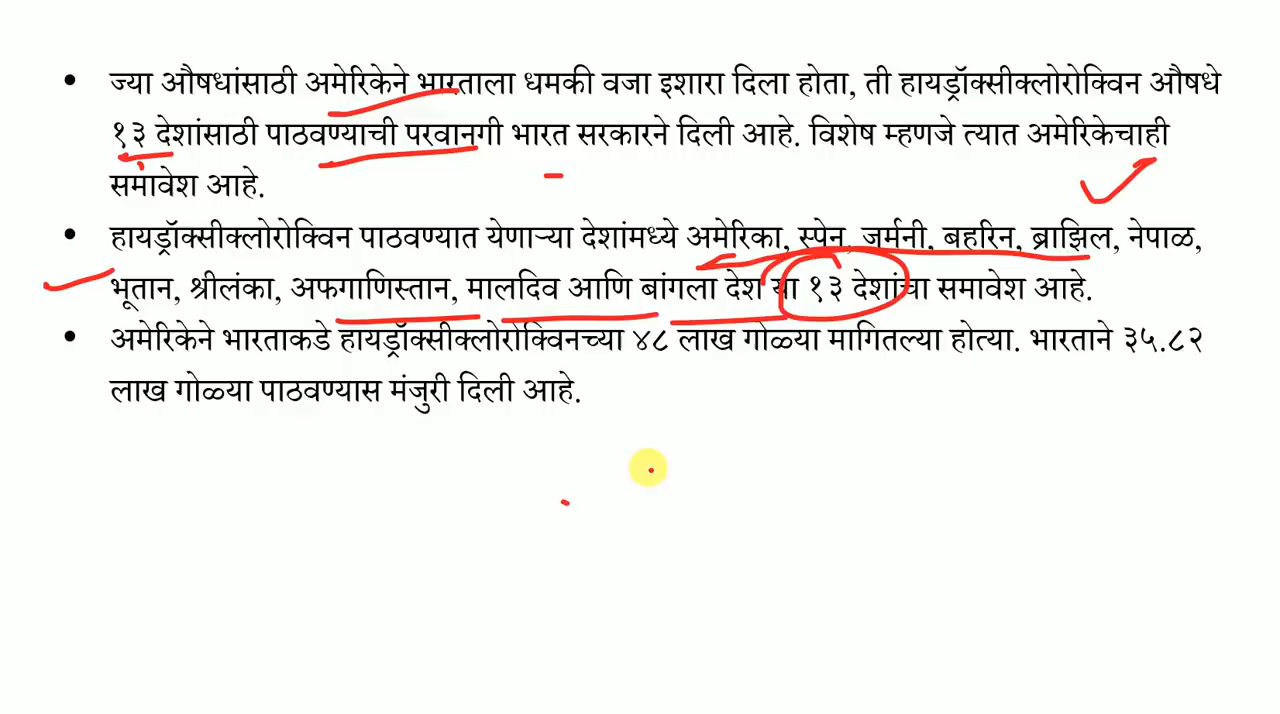 • ज्या औषधांसाठी अमेरिकेने भारताला धमकी वजा इशारा दिला होता, ती हायड्रॉक्सीक्लोरोक्विन औषधे
१३ देशांसाठी पाठवण्याची परवानगी भारत सरकारने दिली आहे. विशेष म्हणजे त्यात अमेरिकेचाही
समावेश आहे.
• हायड्रॉक्सीक्लोरोक्विन पाठवण्यात येणाऱ्या देशांमध्ये अमेरिका, स्पेन, जर्मनी, बहरिन, ब्राझिल, नेपाळ,
भूतान, श्रीलंका, अफगाणिस्तान, मालदिव आणि बांगला देश या १३ देशांचा समावेश आहे.
• अमेरिकेने भारताकडे हायड्रॉक्सीक्लोरोक्विनच्या ४८ लाख गोळ्या मागितल्या होत्या. भारताने ३५.८२
लाख गोळ्या पाठवण्यास मंजुरी दिली आहे.